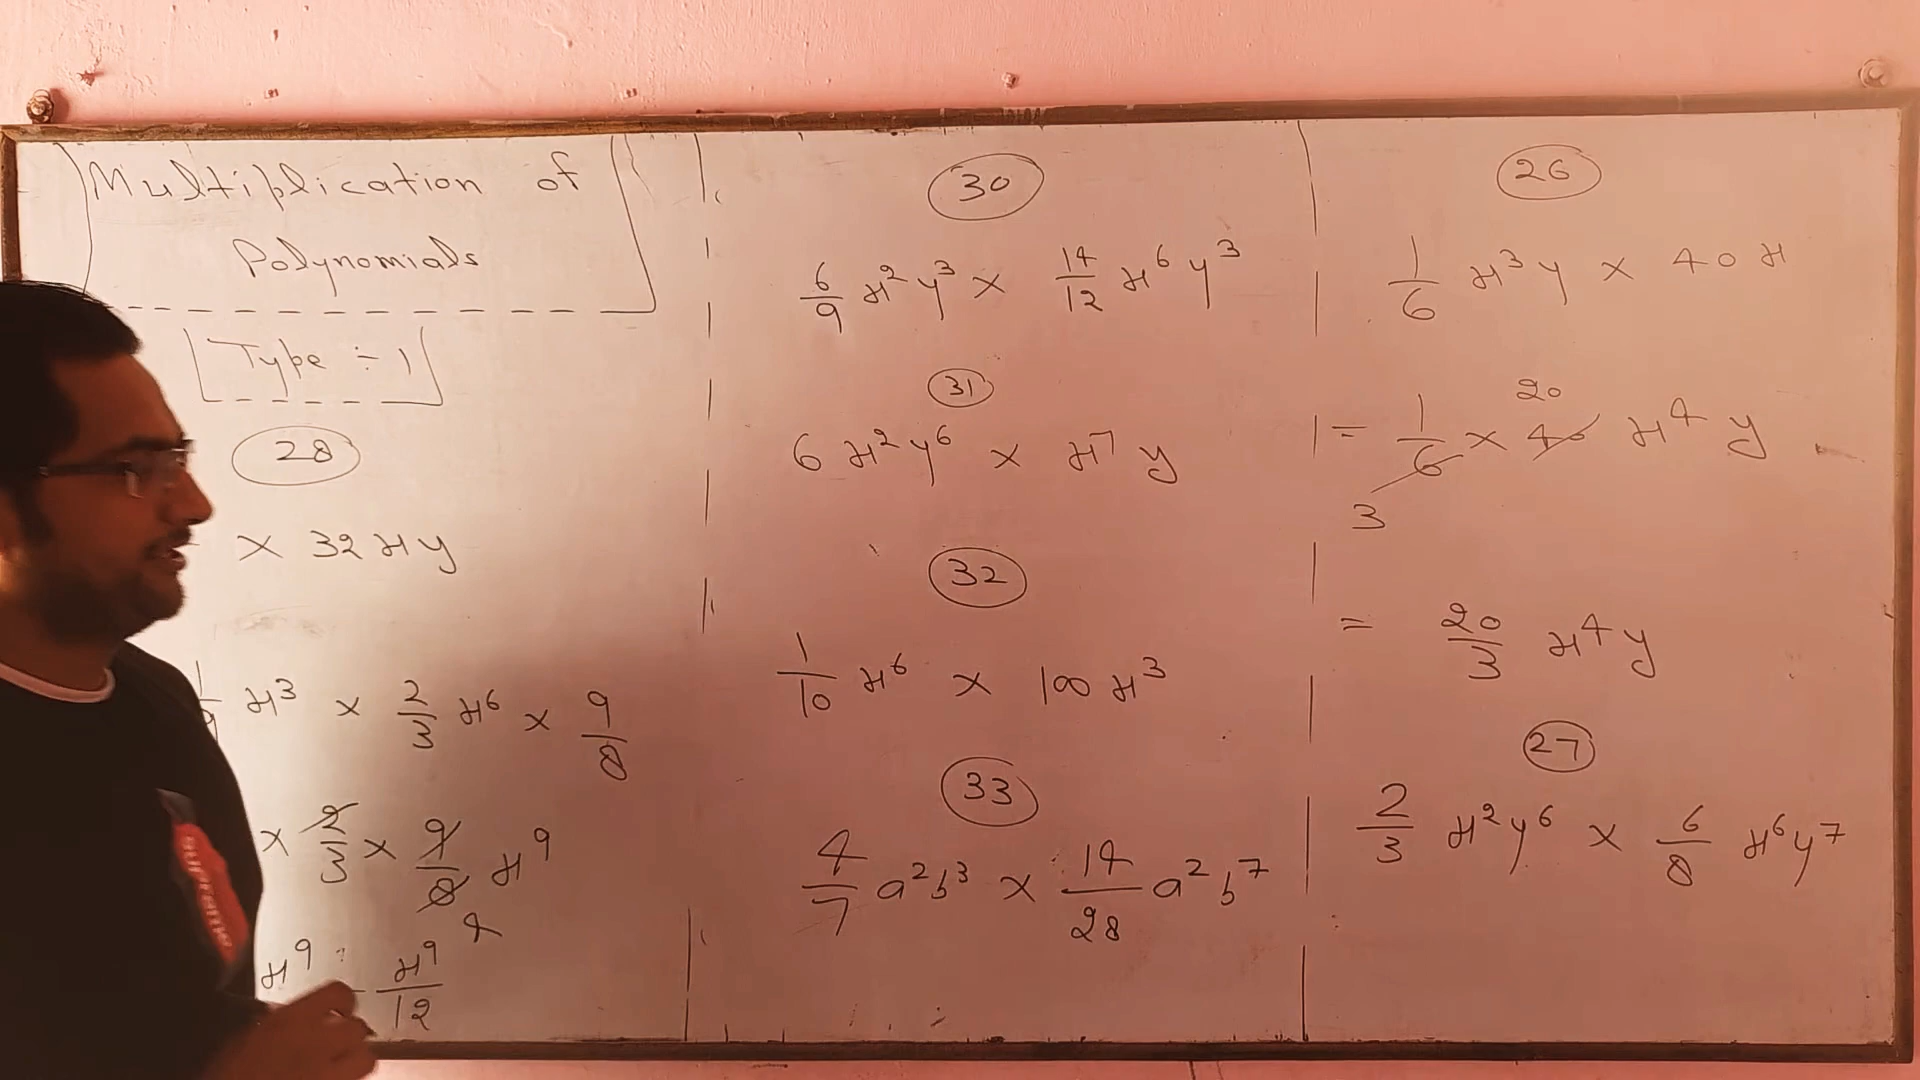 Multiplication of
Polynomials
Type ÷ 1
28
x 32 x y
x³ x 2/3 x⁶ x 9/8
x 2/3 x 9/8 x⁹
4
x⁹ = x⁹/12
supreme
30
6/9 x² y³ x 14/12 x⁶ y³
31
6 x² y⁶ x x⁷ y
32
1/10 x⁶ x 100 x³
33
4/7 a² b³ x 14/28 a² b⁷
26
1/6 x³ y x 40 x
20
= 1/6 x 40 x⁴ y
3
= 20/3 x⁴ y
27
2/3 x² y⁶ x 6/8 x⁶ y⁷